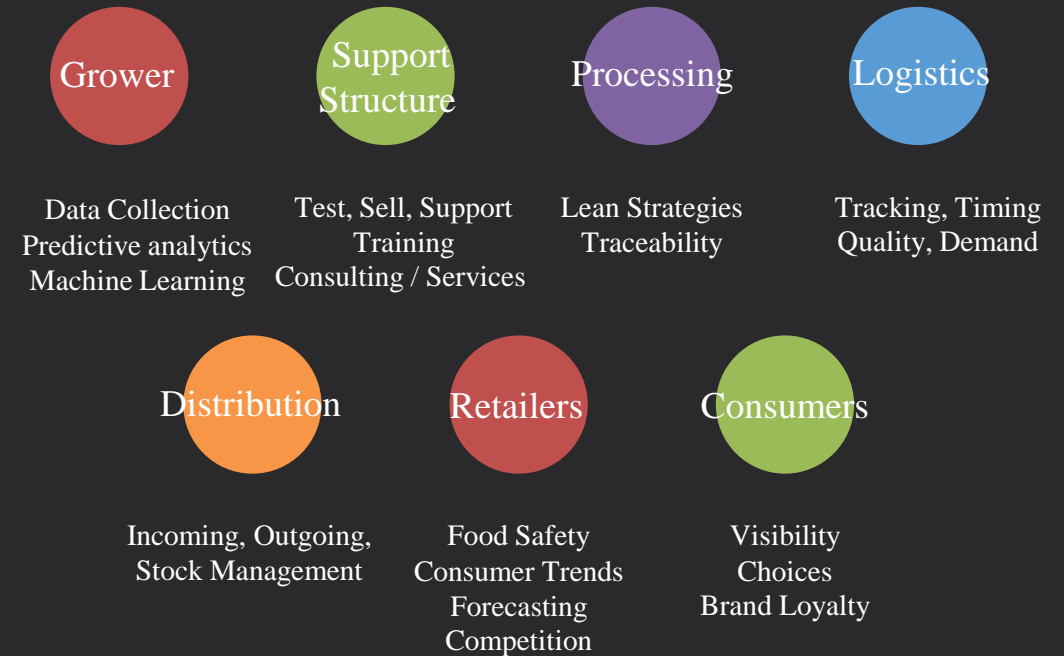 Grower
Support
Structure
Processing
Logistics
Data Collection
Predictive analytics
Machine Learning
Test, Sell, Support
Training
Consulting / Services
Lean Strategies
Traceability
Tracking, Timing
Quality, Demand
Distribution
Retailers
Consumers
Incoming, Outgoing,
Stock Management
Food Safety
Consumer Trends
Forecasting
Competition
Visibility
Choices
Brand Loyalty